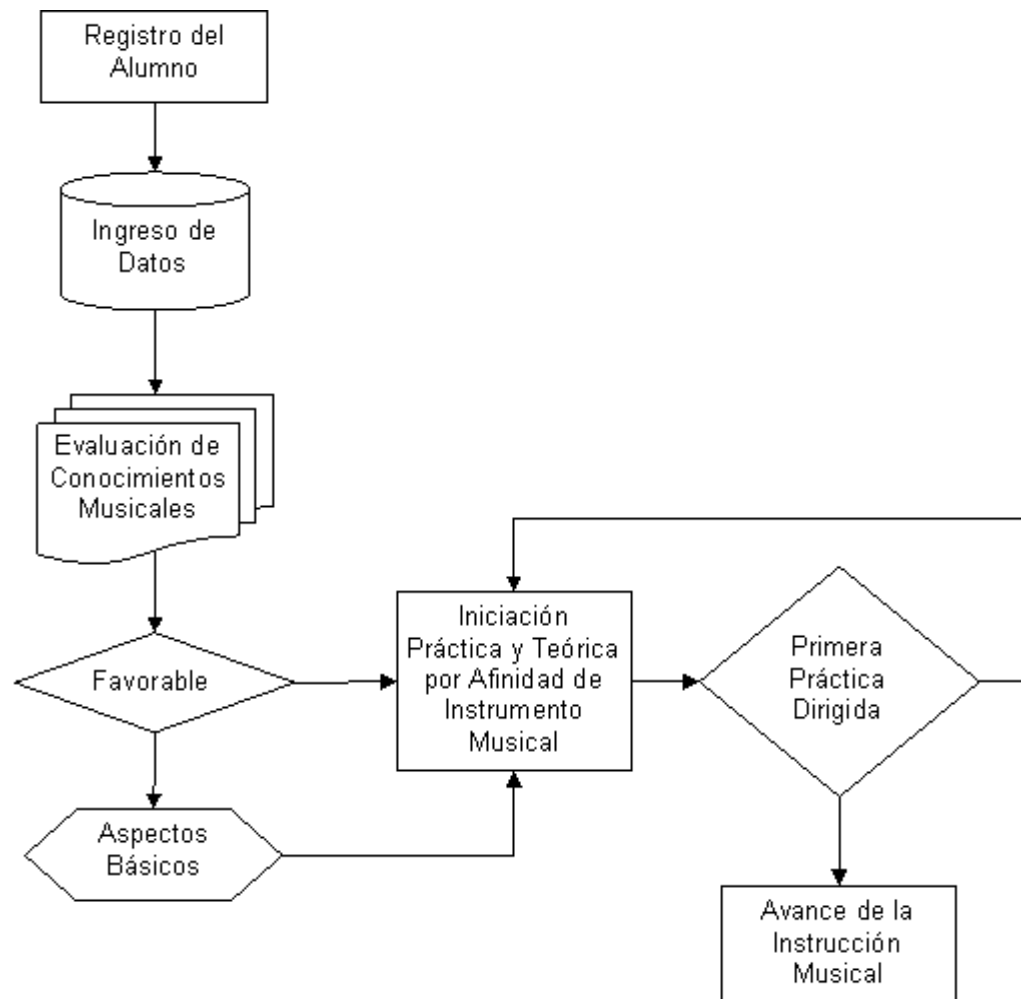 Registro del
Alumno
Ingreso de
Datos
Evaluación de
Conocimientos
Musicales
Favorable
Aspectos
Básicos
Iniciación
Práctica y Teórica
por Afinidad de
Instrumento
Musical
Primera
Práctica
Dirigida
Avance de la
Instrucción
Musical